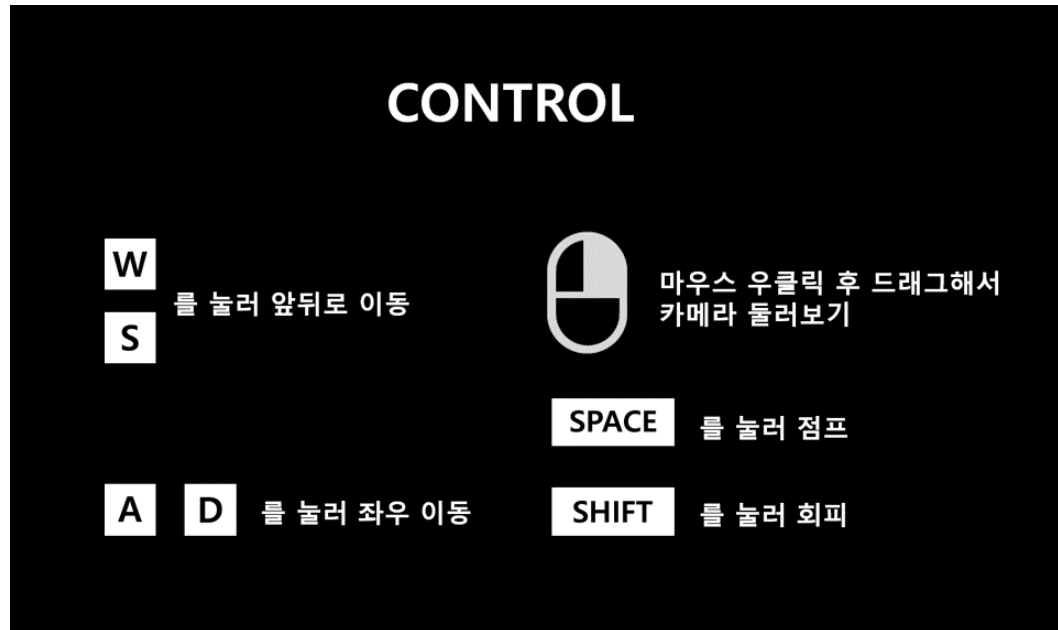 CONTROL
W
S
를 눌러 앞뒤로 이동
A D 를 눌러 좌우 이동
마우스 우클릭 후 드래그해서
카메라 둘러보기
SPACE 를 눌러 점프
SHIFT 를 눌러 회피